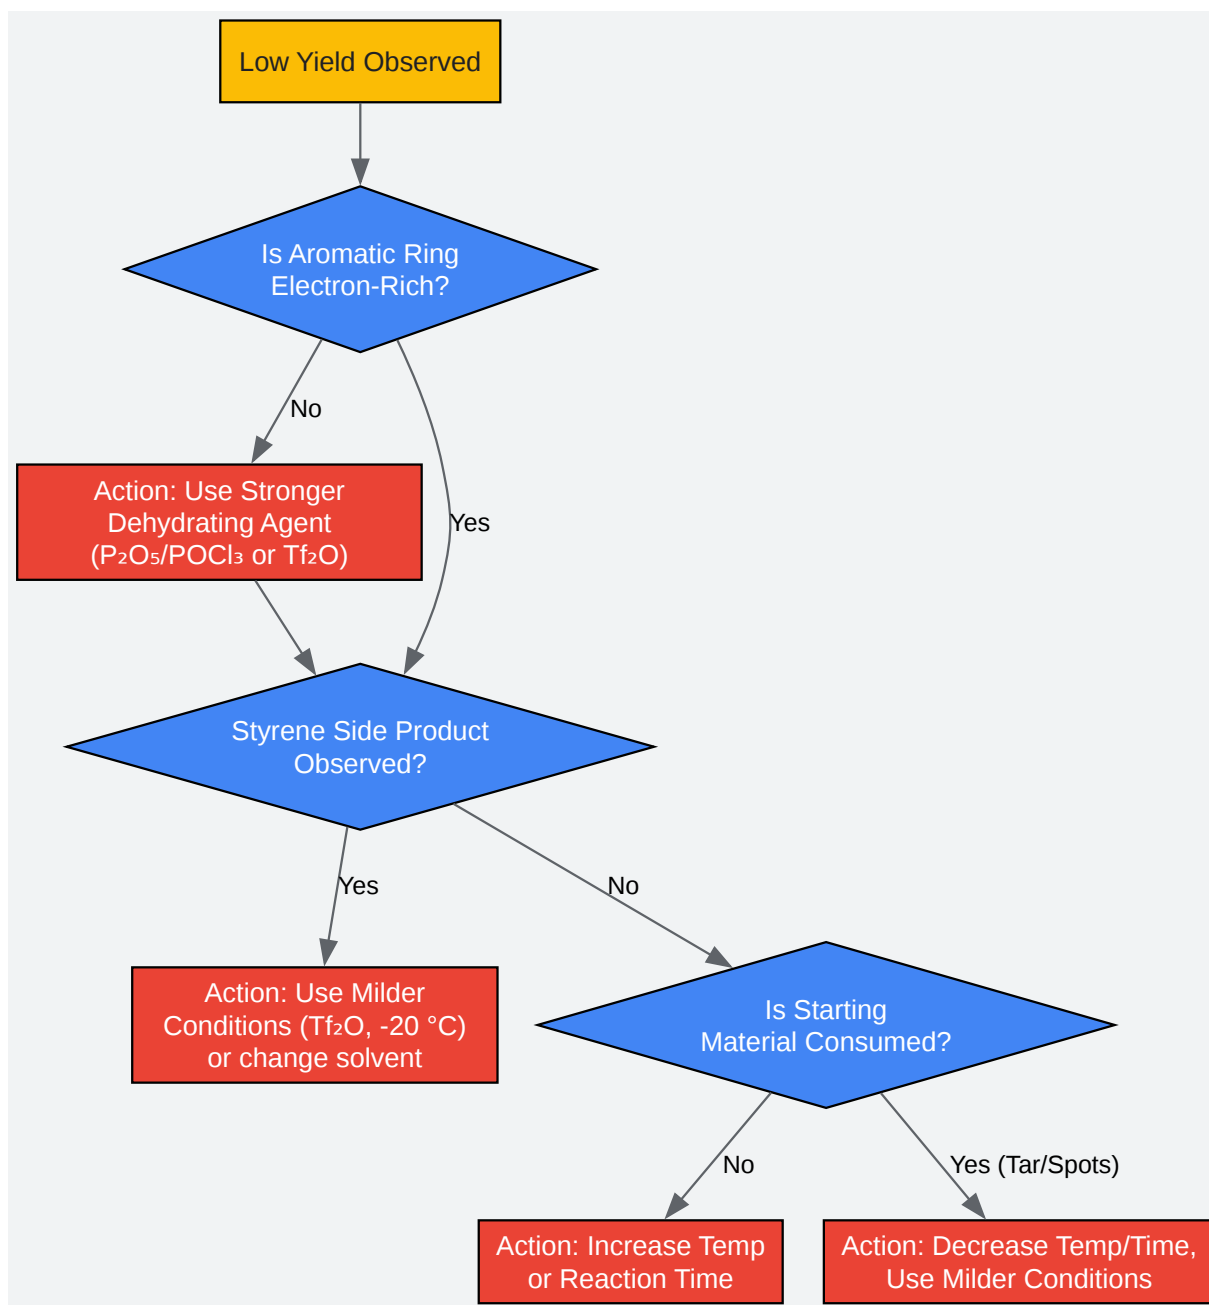 Low Yield Observed
Is Aromatic Ring
Electron-Rich?
No
Yes
Action: Use Stronger
Dehydrating Agent
(P₂O₅/POCl₃ or Tf₂O)
Styrene Side Product
Observed?
Yes
No
Action: Use Milder
Conditions (Tf₂O, -20 °C)
or change solvent
Is Starting
Material Consumed?
No
Yes (Tar/Spots)
Action: Increase Temp
or Reaction Time
Action: Decrease Temp/Time,
Use Milder Conditions